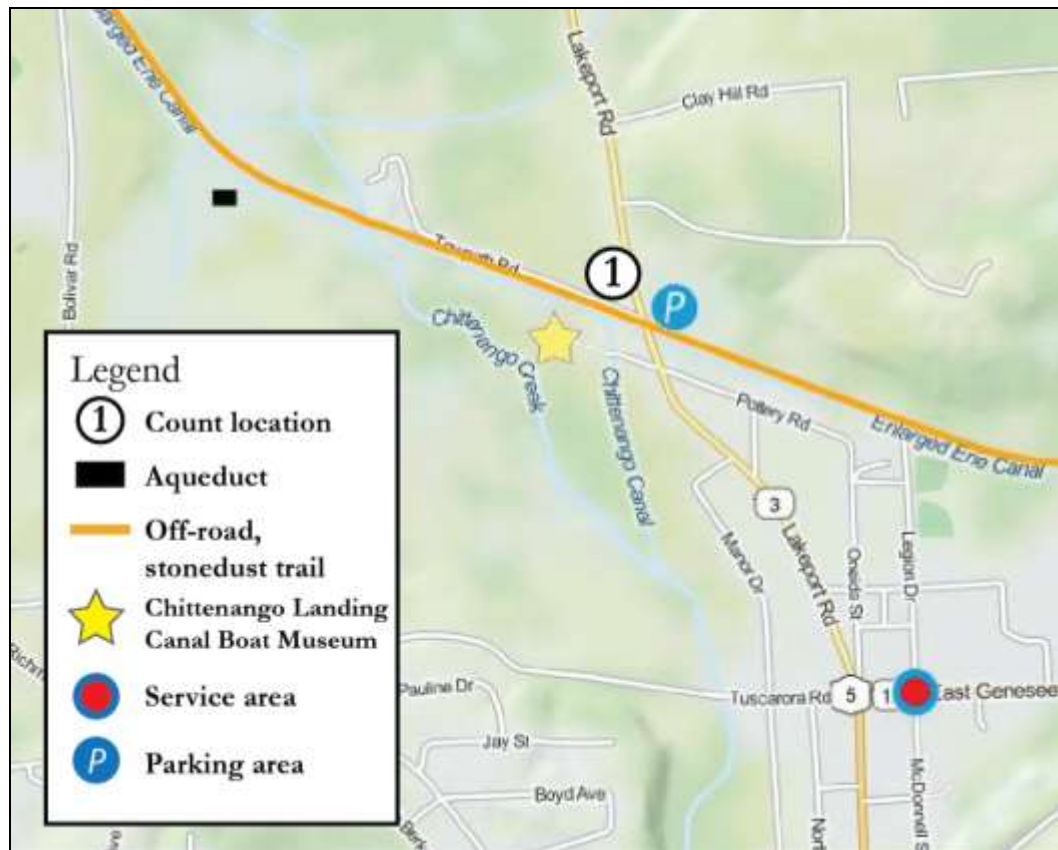 Enlarged Erie Canal
Lakeport Rd
Clay Hill Rd
Bolivar Rd
Towpath Rd
1
P
Chittenango Creek
Chittenango Canal
Pottery Rd
Enlarged Erie Canal
3
Manor Dr
Lakeport Rd
Oneida St
Legion Dr
Legend
1 Count location
Aqueduct
Off-road,
stonedust trail
Chittenango Landing
Canal Boat Museum
Service area
P Parking area
Pauline Dr
Tuscarora Rd
5
1
East Genesee
Jay St
Boyd Ave
McDonnell S
North